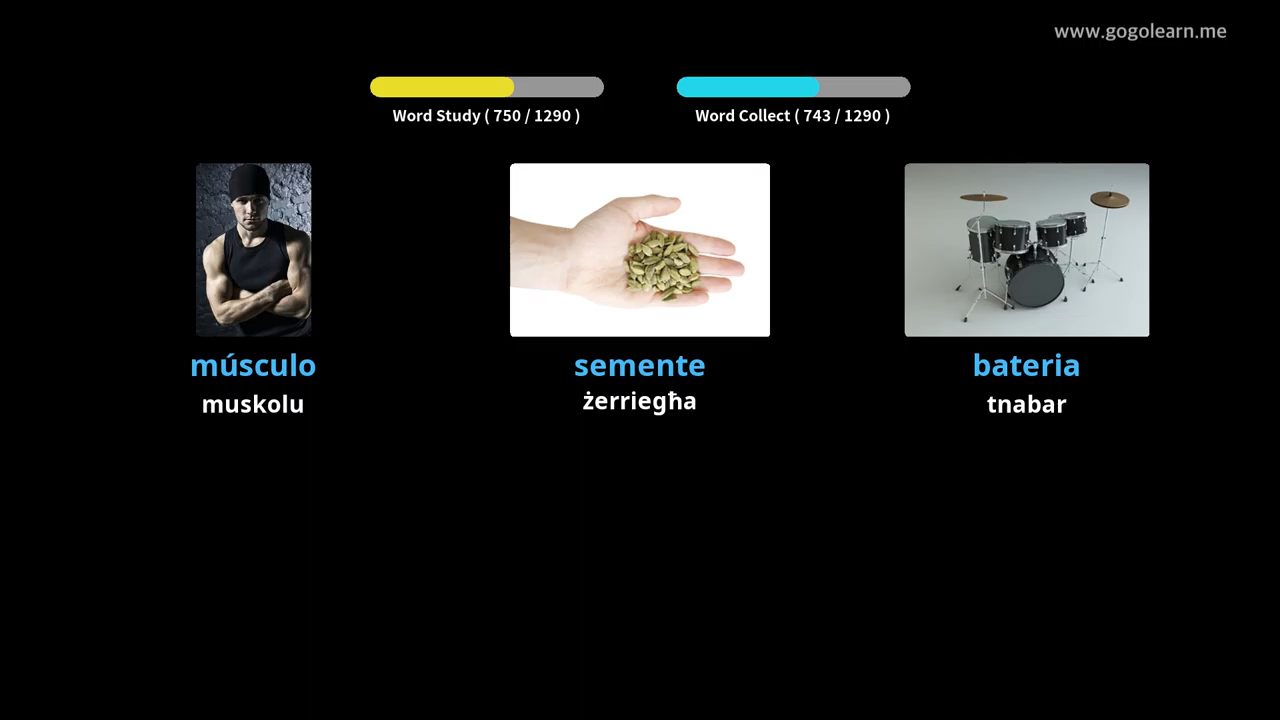 www.gogolearn.me
Word Study ( 750 / 1290 )
Word Collect ( 743 / 1290 )
músculo
semente
bateria
muskolu
żerriegħa
tnabar